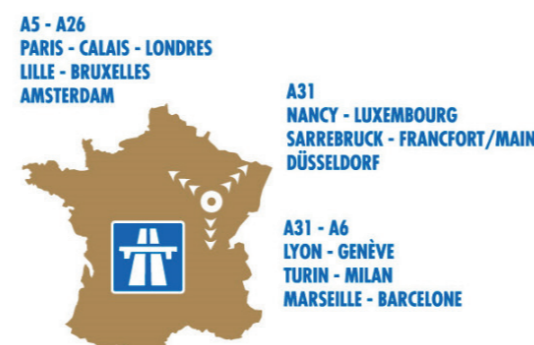 A5 - A26
PARIS - CALAIS - LONDRES
LILLE - BRUXELLES
AMSTERDAM
A31
NANCY - LUXEMBOURG
SARREBRUCK - FRANCFORT/MAIN
DÜSSELDORF
A31 - A6
LYON - GENÈVE
TURIN - MILAN
MARSEILLE - BARCELONE